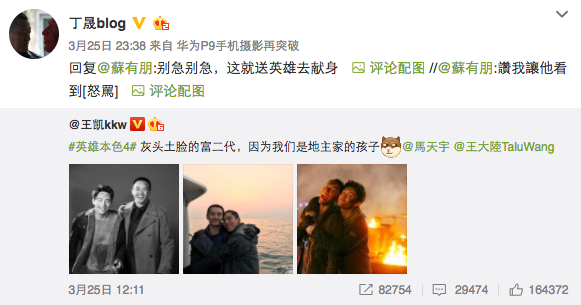 丁晟blog
3月25日 23:38 来自 华为P9手机摄影再突破
回复@蘇有朋:别急别急，这就送英雄去献身 评论配图 //@蘇有朋:讚我讓他看
到[怒罵] 评论配图
@王凯kkw
#英雄本色4# 灰头土脸的富二代，因为我们是地主家的孩子 @馬天宇 @王大陸TaluWang
3月25日 12:11 82754 29474 164372